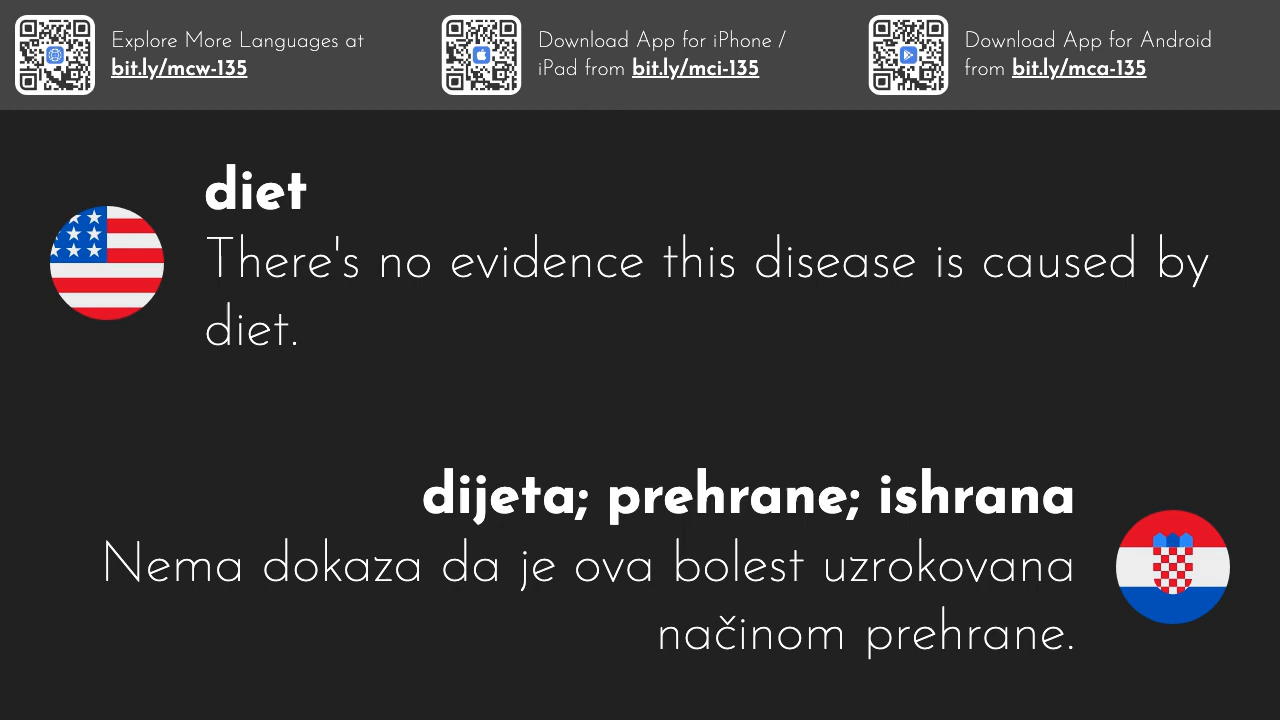 Explore More Languages at
bit.ly/mcw-135
Download App for iPhone /
iPad from bit.ly/mci-135
Download App for Android
from bit.ly/mca-135
diet
There's no evidence this disease is caused by
diet.
dijeta; prehrane; ishrana
Nema dokaza da je ova bolest uzrokovana
načinom prehrane.